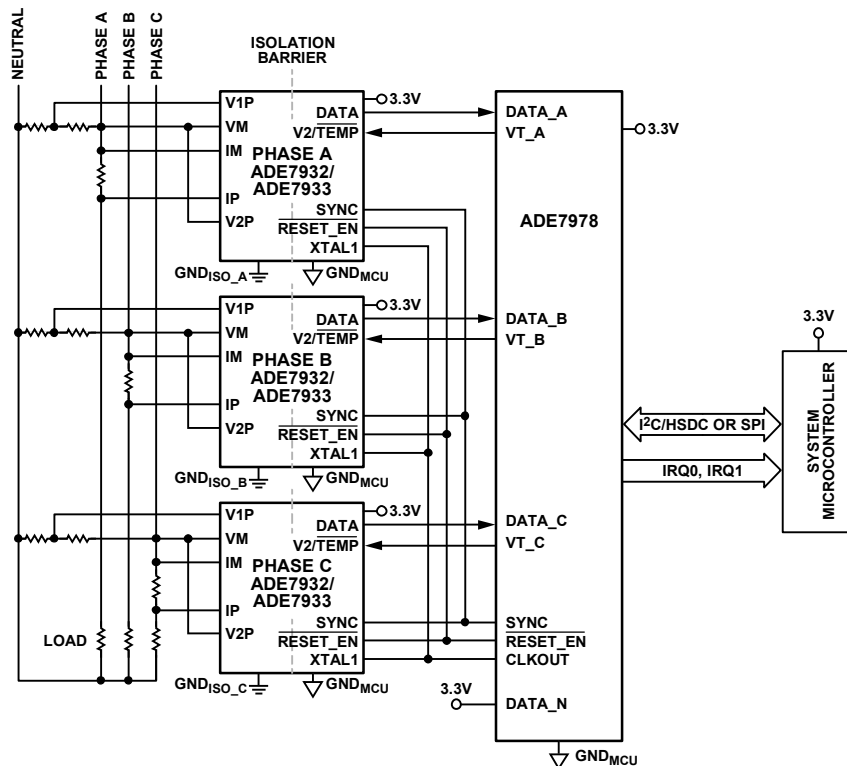 NEUTRAL
PHASE A
PHASE B
PHASE C
ISOLATION
BARRIER
V1P
VM
IM
IP
V2P
DATA
V2/TEMP
PHASE A
ADE7932/
ADE7933
SYNC
RESET_EN
XTAL1
3.3V
GNDISO_A
GNDMCU
V1P
VM
IM
IP
V2P
DATA
V2/TEMP
PHASE B
ADE7932/
ADE7933
SYNC
RESET_EN
XTAL1
3.3V
GNDISO_B
GNDMCU
V1P
VM
IM
IP
V2P
DATA
V2/TEMP
PHASE C
ADE7932/
ADE7933
SYNC
RESET_EN
XTAL1
3.3V
GNDISO_C
GNDMCU
LOAD
DATA_A
VT_A
3.3V
ADE7978
DATA_B
VT_B
DATA_C
VT_C
SYNC
RESET_EN
CLKOUT
3.3V
DATA_N
GNDMCU
I2C/HSDC OR SPI
IRQ0, IRQ1
3.3V
SYSTEM
MICROCONTROLLER